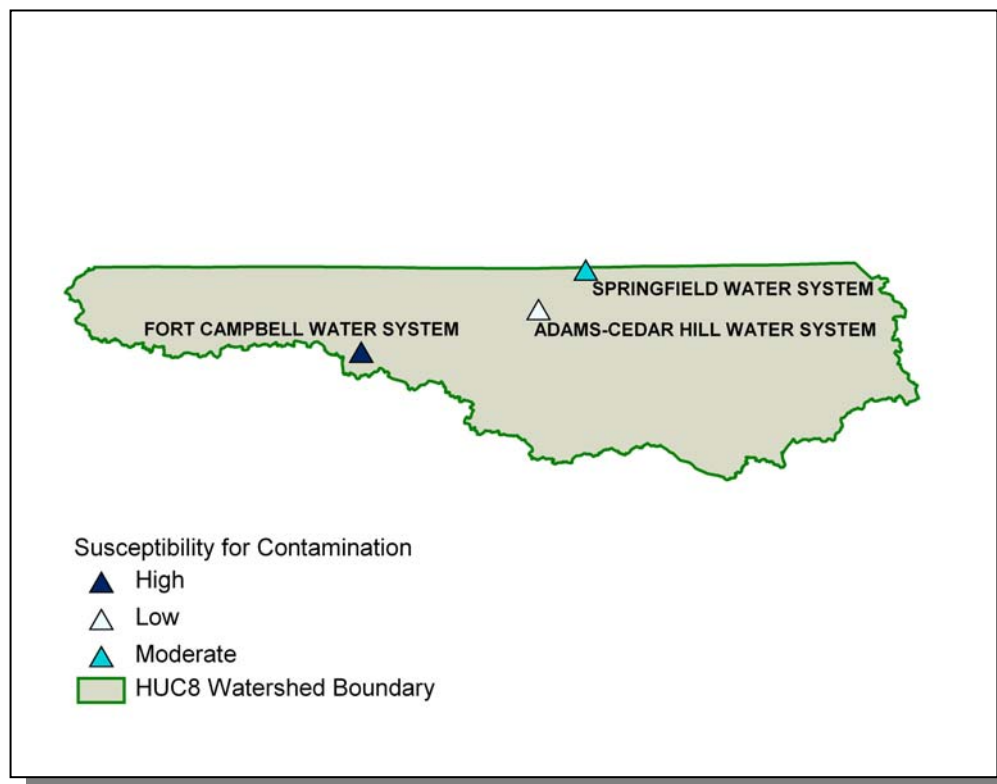 SPRINGFIELD WATER SYSTEM
FORT CAMPBELL WATER SYSTEM
ADAMS-CEDAR HILL WATER SYSTEM
Susceptibility for Contamination
High
Low
Moderate
HUC8 Watershed Boundary